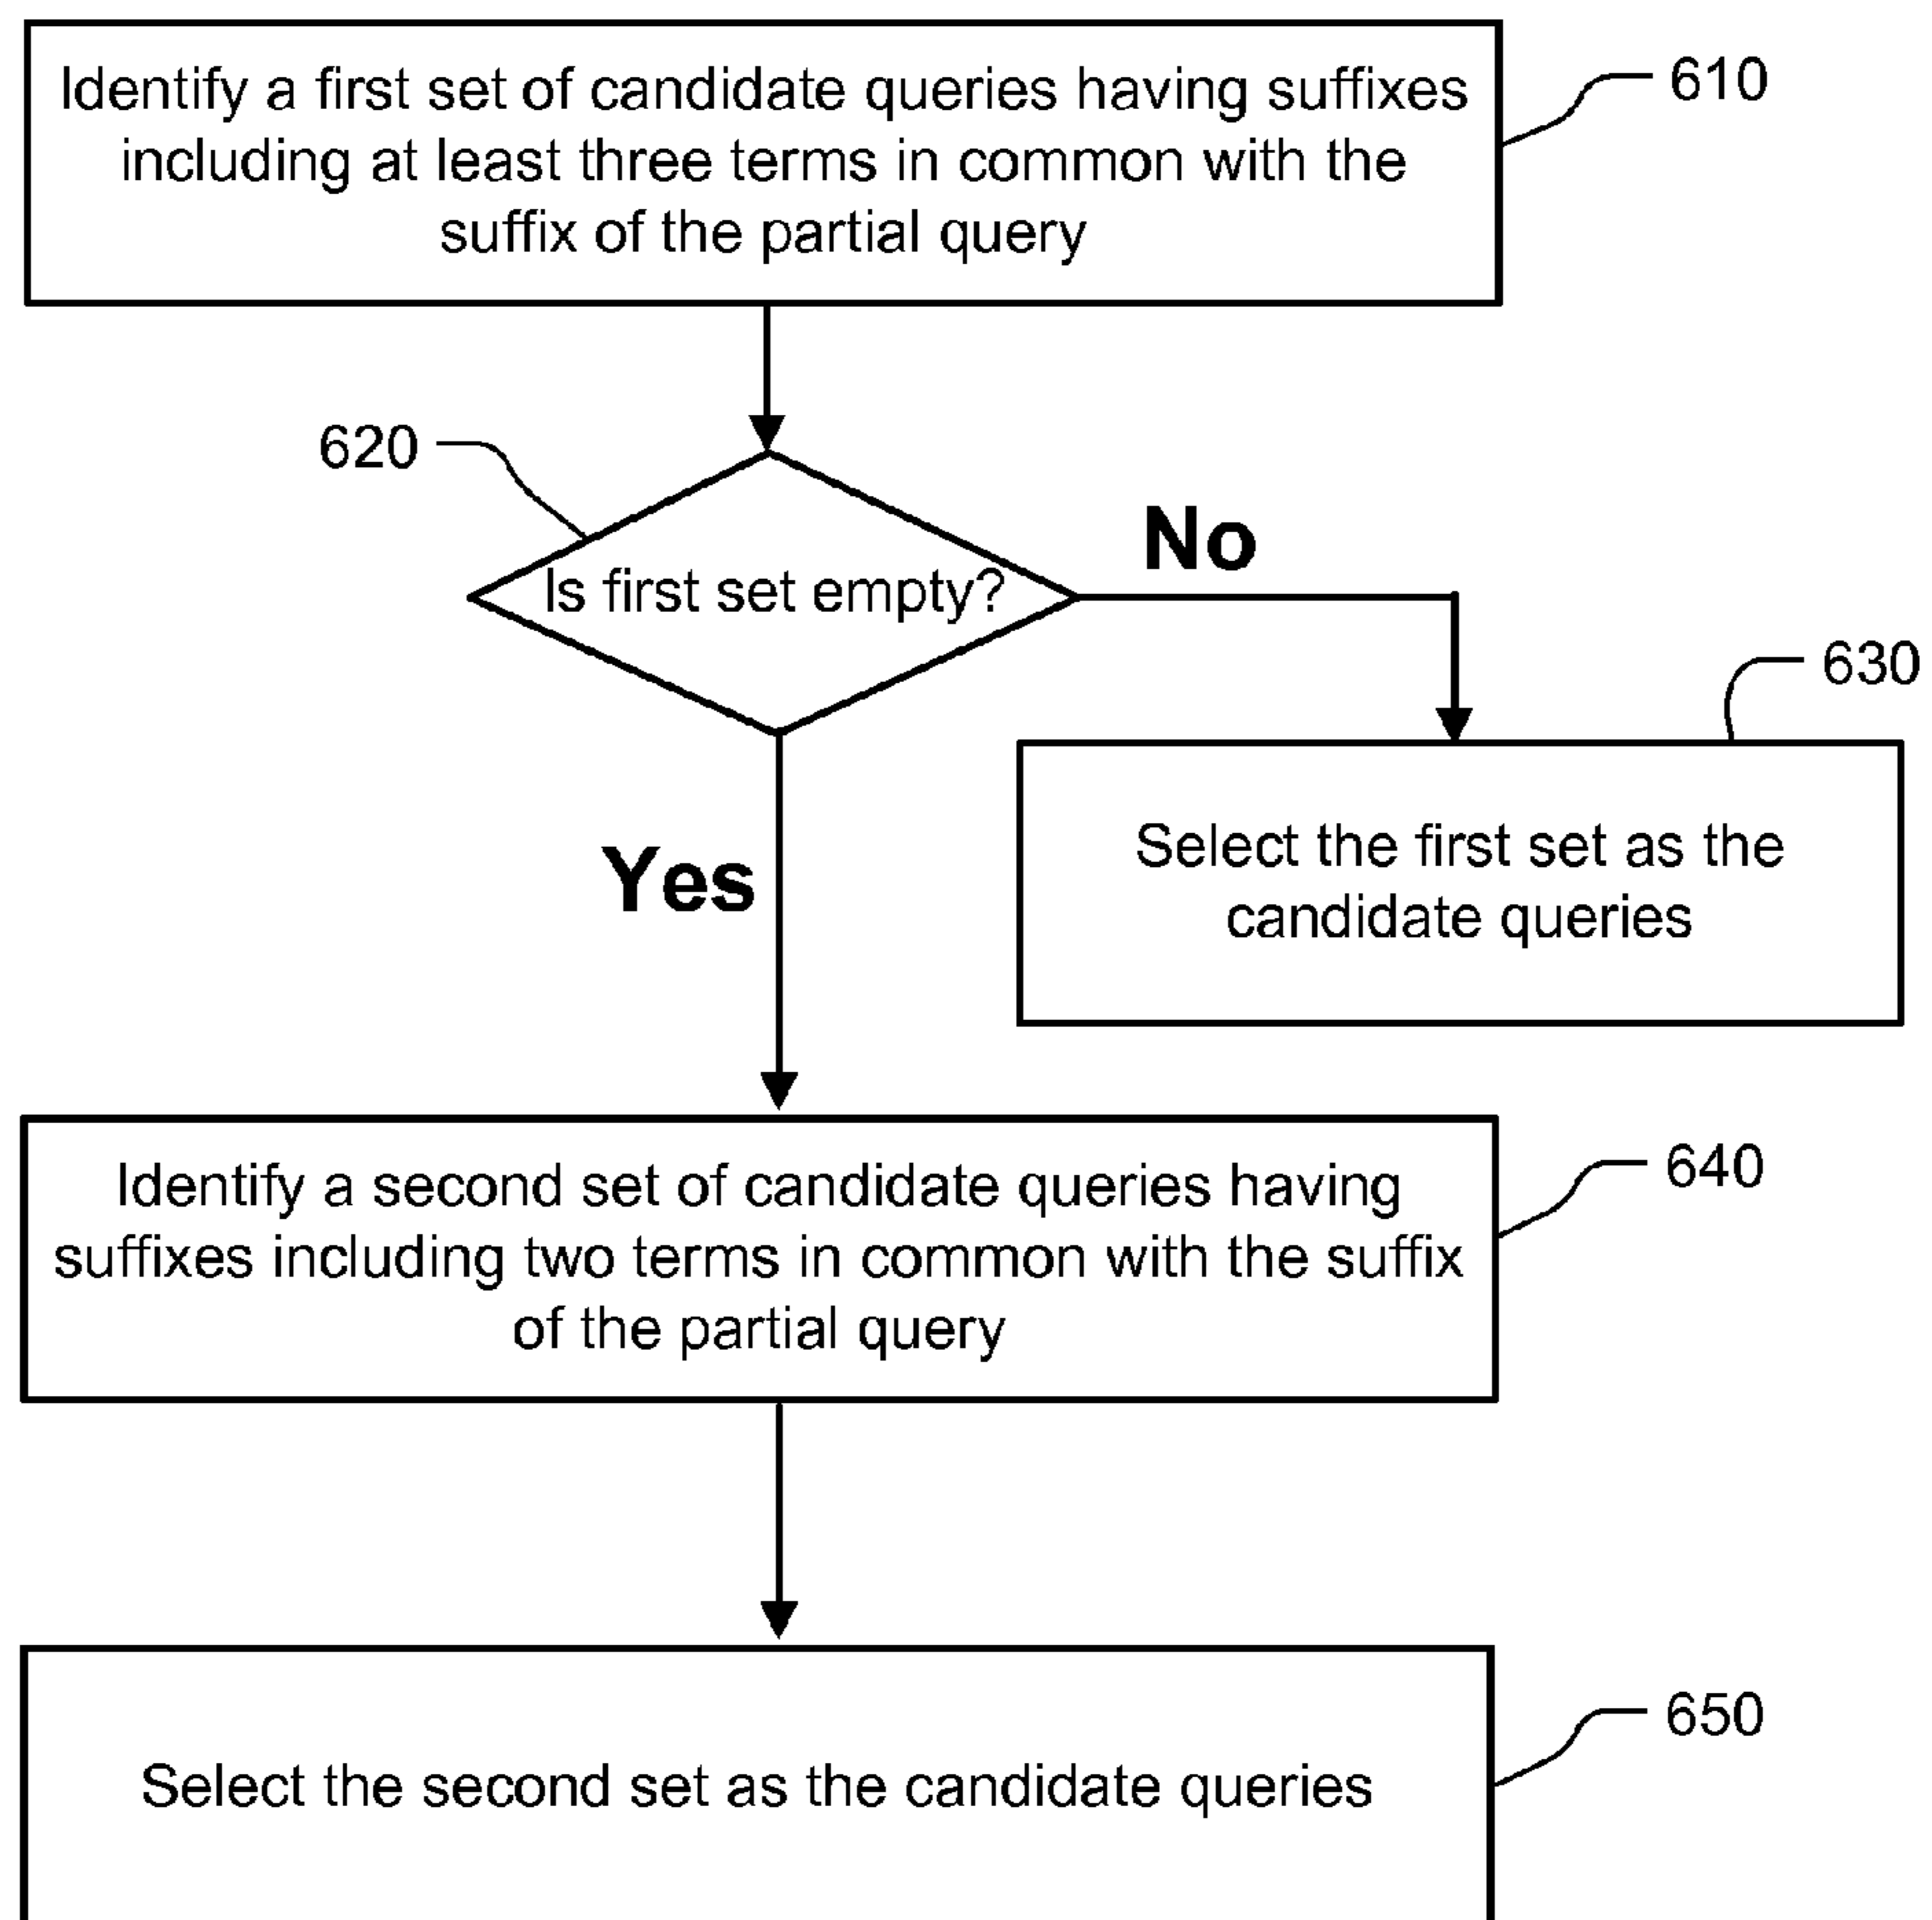 Identify a first set of candidate queries having suffixes
including at least three terms in common with the
suffix of the partial query
610
620
Is first set empty?
No
630
Select the first set as the
candidate queries
Yes
Identify a second set of candidate queries having
suffixes including two terms in common with the suffix
of the partial query
640
Select the second set as the candidate queries
650